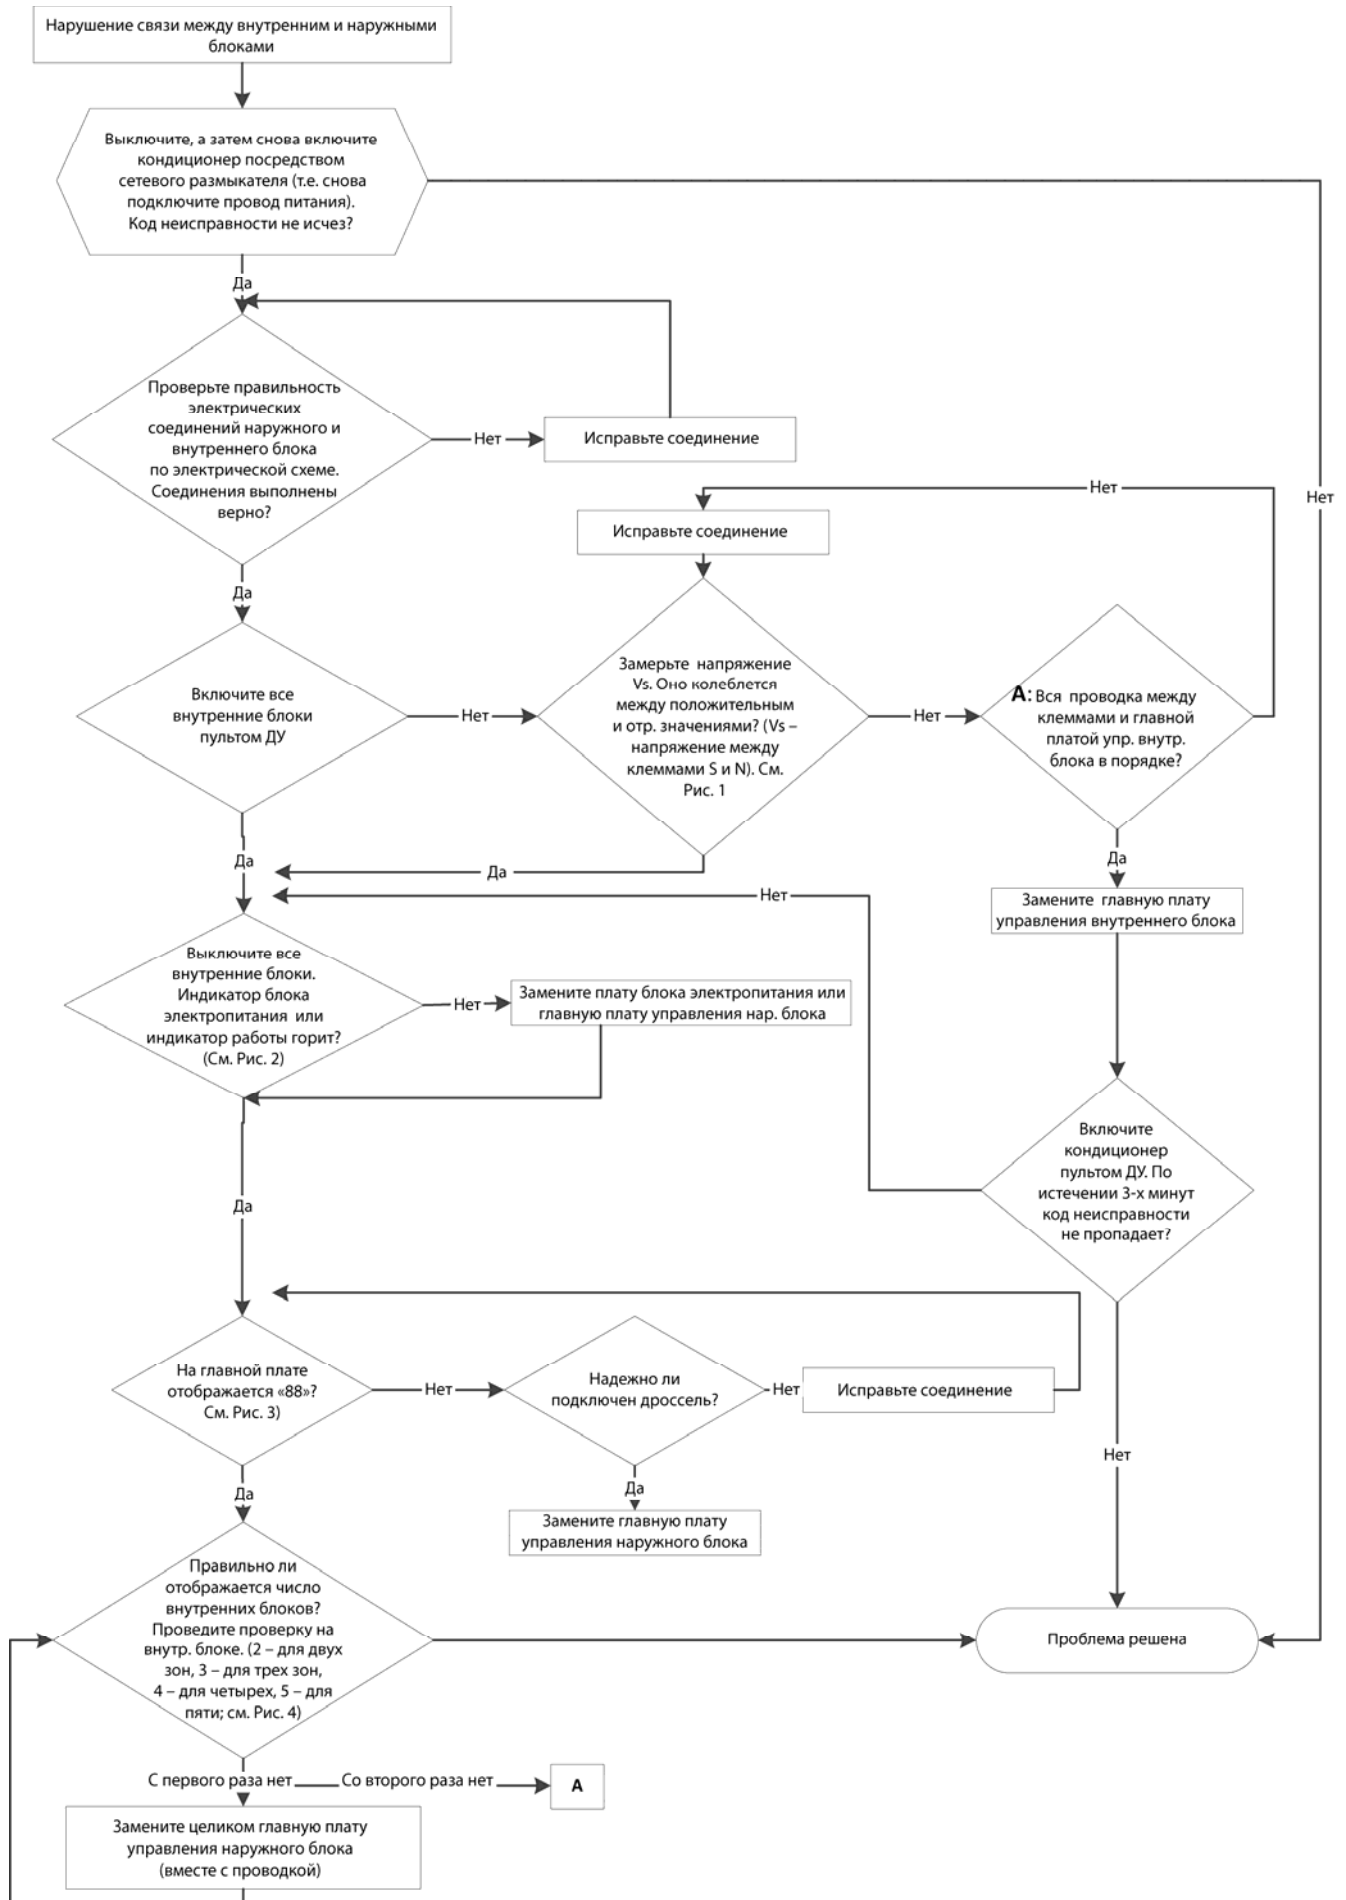 Нарушение связи между внутренним и наружными
блоками
Выключите, а затем снова включите
кондиционер посредством
сетевого размыкателя (т.е. снова
подключите провод питания).
Код неисправности не исчез?
Да
Проверьте правильность
электрических
соединений наружного и
внутреннего блока
по электрической схеме.
Соединения выполнены
верно?
Нет
Исправьте соединение
Нет
Нет
Исправьте соединение
Да
Включите все
внутренние блоки
пультом ДУ
Нет
Замерьте напряжение
Vs. Оно колеблется
между положительным
и отр. значениями? (Vs –
напряжение между
клеммами S и N). См.
Рис. 1
Нет
A: Вся проводка между
клеммами и главной
платой упр. внутр.
блока в порядке?
Да
Да
Да
Нет
Замените главную плату
управления внутреннего блока
Выключите все
внутренние блоки.
Индикатор блока
электропитания или
индикатор работы горит?
(См. Рис. 2)
Нет
Замените плату блока электропитания или
главную плату управления нар. блока
Включите
кондиционер
пультом ДУ. По
истечении 3-х минут
код неисправности
не пропадает?
Да
На главной плате
отображается «88»?
См. Рис. 3)
Нет
Надежно ли
подключен дроссель?
Нет
Исправьте соединение
Нет
Да
Да
Замените главную плату
управления наружного блока
Правильно ли
отображается число
внутренних блоков?
Проведите проверку на
внутр. блоке. (2 – для двух
зон, 3 – для трех зон,
4 – для четырех, 5 – для
пяти; см. Рис. 4)
Проблема решена
С первого раза нет
Со второго раза нет
A
Замените целиком главную плату
управления наружного блока
(вместе с проводкой)